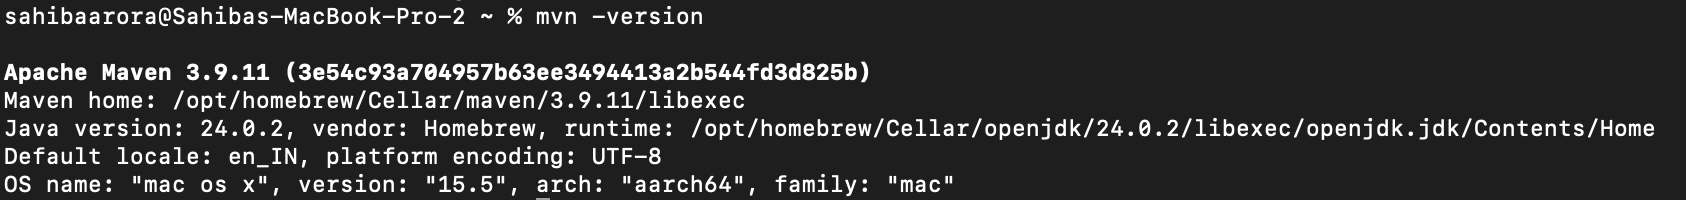 sahibaarora@Sahibas-MacBook-Pro-2 ~ % mvn -version
Apache Maven 3.9.11 (3e54c93a704957b63ee3494413a2b544fd3d825b)
Maven home: /opt/homebrew/Cellar/maven/3.9.11/libexec
Java version: 24.0.2, vendor: Homebrew, runtime: /opt/homebrew/Cellar/openjdk/24.0.2/libexec/openjdk.jdk/Contents/Home
Default locale: en_IN, platform encoding: UTF-8
OS name: "mac os x", version: "15.5", arch: "aarch64", family: "mac"